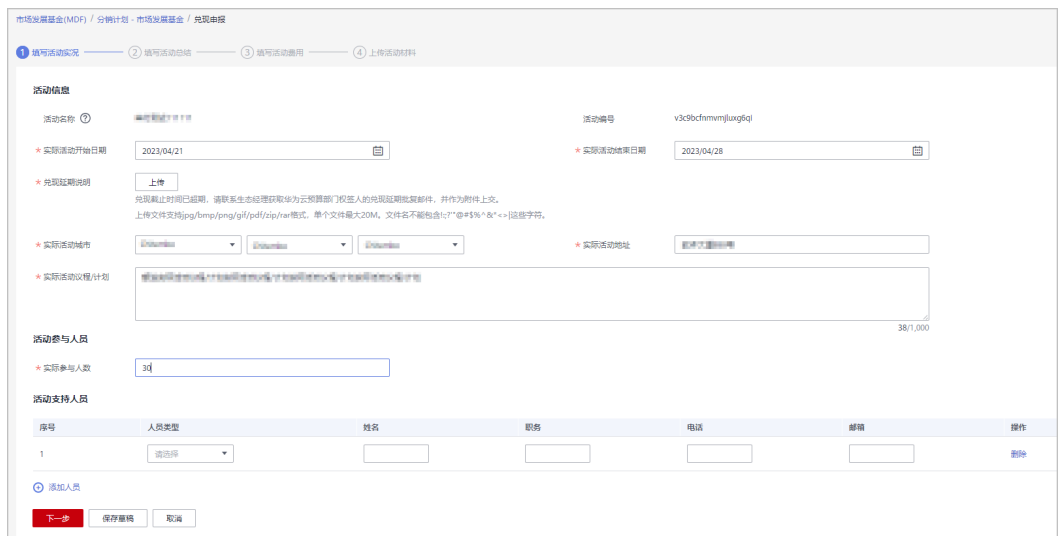 市场发展基金(MDF) / 分销计划 - 市场发展基金 / 兑现申报
1 填写活动实况 2 填写活动总结 3 填写活动费用 4 上传活动材料
活动信息
活动名称 ? 活动编号 v3c9bcfnmvmjluxg6qi
* 实际活动开始日期 2023/04/21 * 实际活动结束日期 2023/04/28
* 兑现延期说明 上传
兑现截止时间已超期，请联系生态经理获取华为云预算部门权签人的兑现延期批复邮件，并作为附件上交。
上传文件支持jpg/bmp/png/gif/pdf/zip/rar格式，单个文件最大20M。文件名不能包含!;?'"@#$%^&*<>|这些字符。
* 实际活动城市 * 实际活动地址
* 实际活动议程/计划
38/1,000
活动参与人员
* 实际参与人数 30
活动支持人员
序号 人员类型 姓名 职务 电话 邮箱 操作
1 请选择 删除
添加人员
下一步 保存草稿 取消